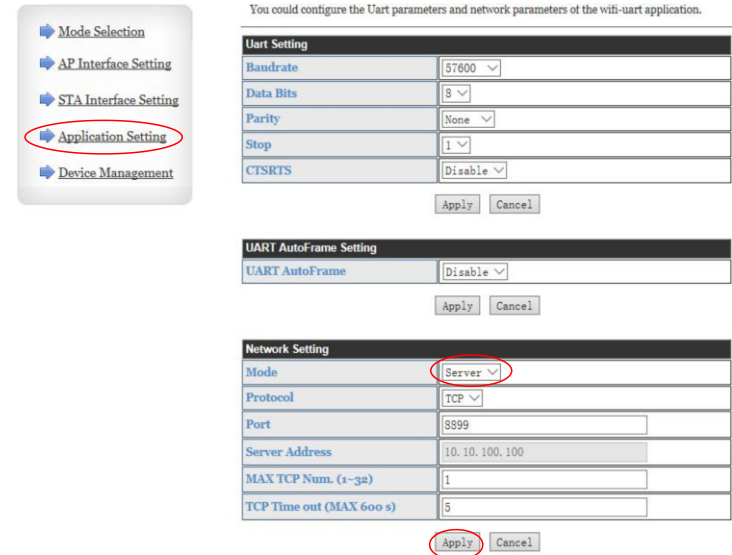 You could configure the Uart parameters and network parameters of the wifi-uart application.
Mode Selection
AP Interface Setting
STA Interface Setting
Application Setting
Device Management
Uart Setting
Baudrate 57600
Data Bits 8
Parity None
Stop 1
CTSRTS Disable
Apply Cancel
UART AutoFrame Setting
UART AutoFrame Disable
Apply Cancel
Network Setting
Mode Server
Protocol TCP
Port 8899
Server Address 10.10.100.100
MAX TCP Num. (1~32) 1
TCP Time out (MAX 600 s) 5
Apply Cancel